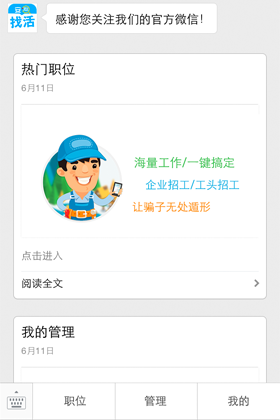 找活
感谢您关注我们的官方微信！
热门职位
6月11日
海量工作/一键搞定
企业招工/工头招工
让骗子无处遁形
点击进入
阅读全文
我的管理
6月11日
职位
管理
我的